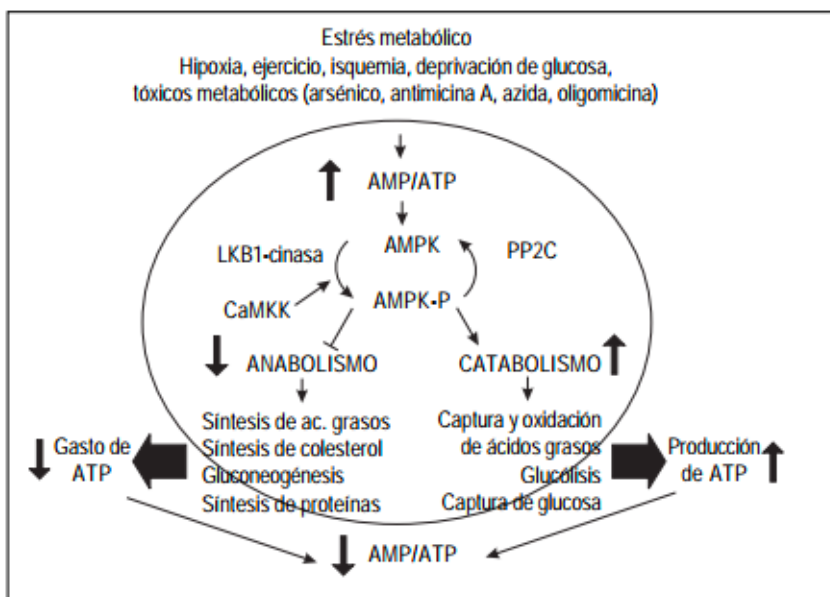 Estrés metabólico
Hipoxia, ejercicio, isquemia, deprivación de glucosa,
tóxicos metabólicos (arsénico, antimicina A, azida, oligomicina)
AMP/ATP
AMPK
LKB1-cinasa
PP2C
CaMKK
AMPK-P
ANABOLISMO
CATABOLISMO
Síntesis de ac. grasos
Síntesis de colesterol
Gluconeogénesis
Síntesis de proteínas
Captura y oxidación
de ácidos grasos
Glucólisis
Captura de glucosa
Gasto de
ATP
Producción
de ATP
AMP/ATP